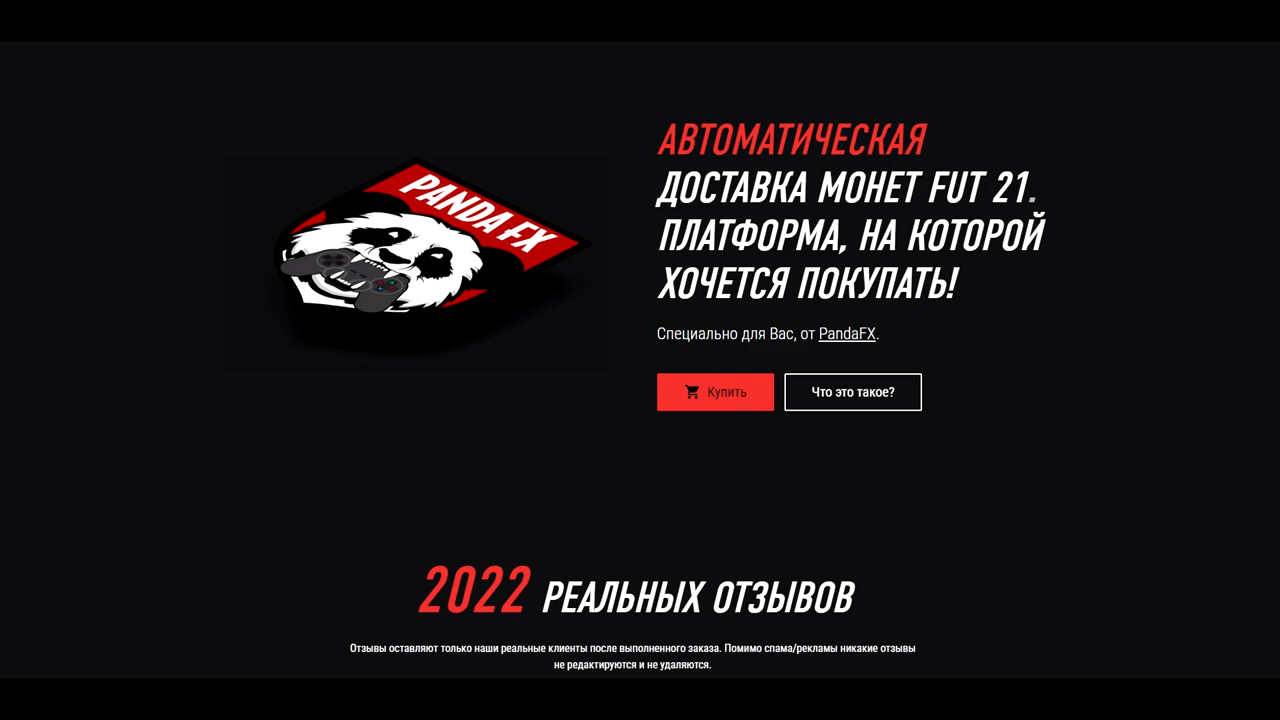 PANDA FX
АВТОМАТИЧЕСКАЯ
ДОСТАВКА МОНЕТ FUT 21.
ПЛАТФОРМА, НА КОТОРОЙ
ХОЧЕТСЯ ПОКУПАТЬ!
Специально для Вас, от PandaFX.
Купить
Что это такое?
2022 РЕАЛЬНЫХ ОТЗЫВОВ
Отзывы оставляют только наши реальные клиенты после выполненного заказа. Помимо спама/рекламы никакие отзывы
не редактируются и не удаляются.